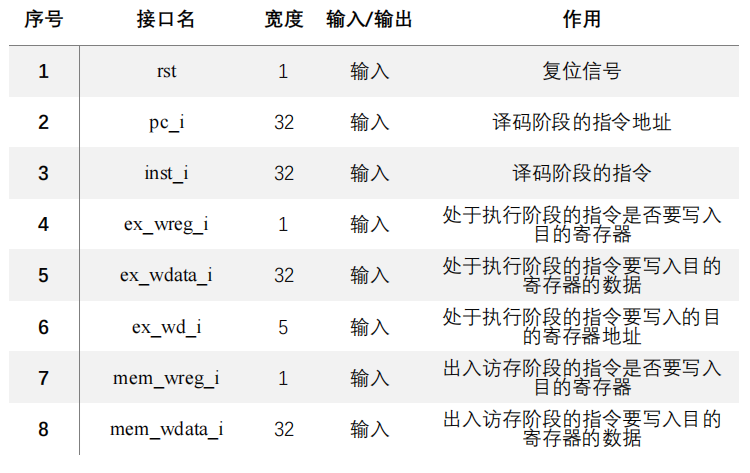 序号 接口名 宽度 输入/输出 作用
1 rst 1 输入 复位信号
2 pc_i 32 输入 译码阶段的指令地址
3 inst_i 32 输入 译码阶段的指令
4 ex_wreg_i 1 输入 处于执行阶段的指令是否要写入
目的寄存器
5 ex_wdata_i 32 输入 处于执行阶段的指令要写入目的
寄存器的数据
6 ex_wd_i 5 输入 处于执行阶段的指令要写入的目
的寄存器地址
7 mem_wreg_i 1 输入 出入访存阶段的指令是否要写入
目的寄存器
8 mem_wdata_i 32 输入 出入访存阶段的指令要写入目的
寄存器的数据